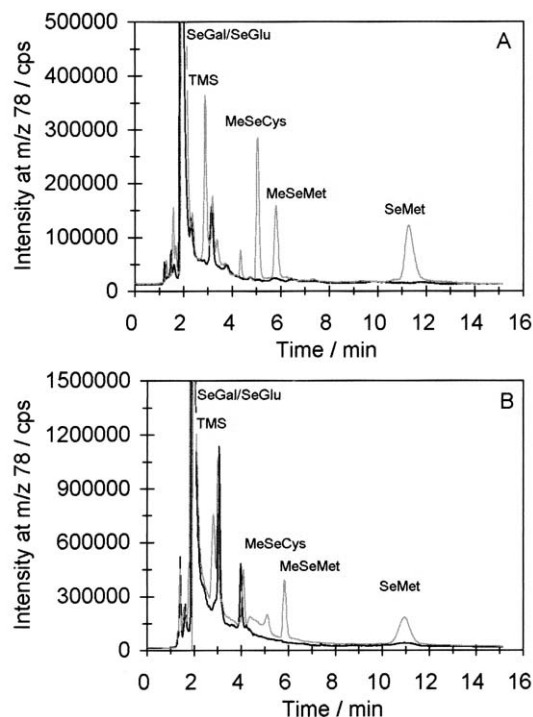 500000
A
SeGal/SeGlu
TMS
400000
MeSeCys
300000
MeSeMet
200000
SeMet
100000
0
Intensity at m/z 78 / cps
0 2 4 6 8 10 12 14 16
Time / min
1500000
B
SeGal/SeGlu
TMS
1200000
900000
MeSeCys
600000
MeSeMet
SeMet
300000
0
Intensity at m/z 78 / cps
0 2 4 6 8 10 12 14 16
Time / min